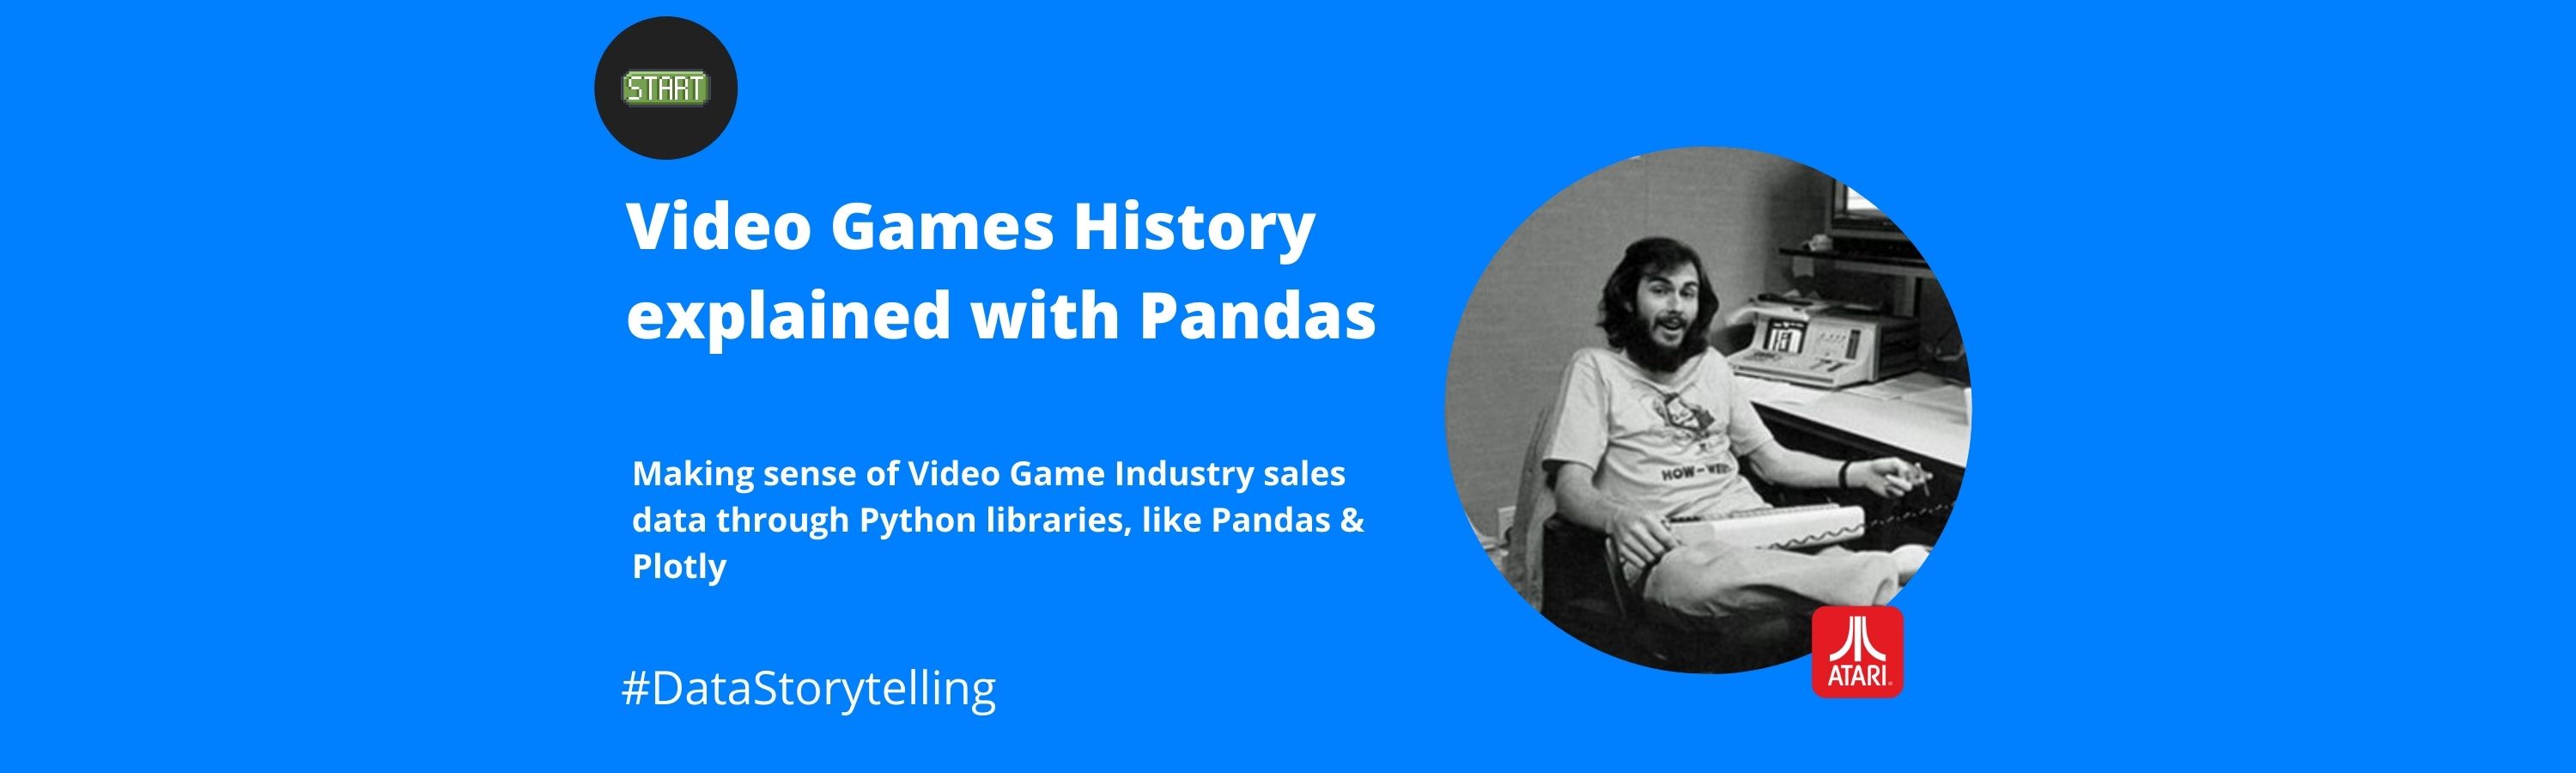 START
Video Games History
explained with Pandas
Making sense of Video Game Industry sales
data through Python libraries, like Pandas &
Plotly
#DataStorytelling
ATARI